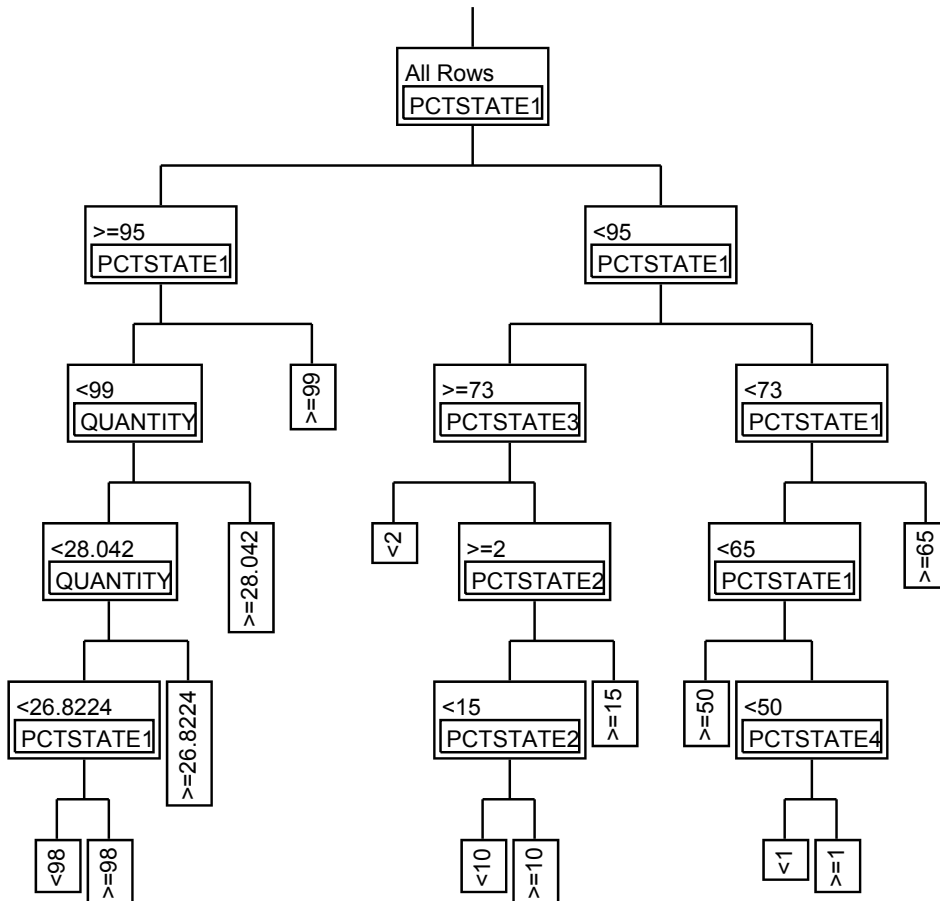 All Rows
PCTSTATE1
>=95
PCTSTATE1
<95
PCTSTATE1
<99
QUANTITY
>=99
>=73
PCTSTATE3
<73
PCTSTATE1
<28.042
QUANTITY
>=28.042
<2
>=2
PCTSTATE2
<65
PCTSTATE1
>=65
<26.8224
PCTSTATE1
>=26.8224
<15
PCTSTATE2
>=15
>=50
<50
PCTSTATE4
<98
>=98
<10
>=10
<1
>=1